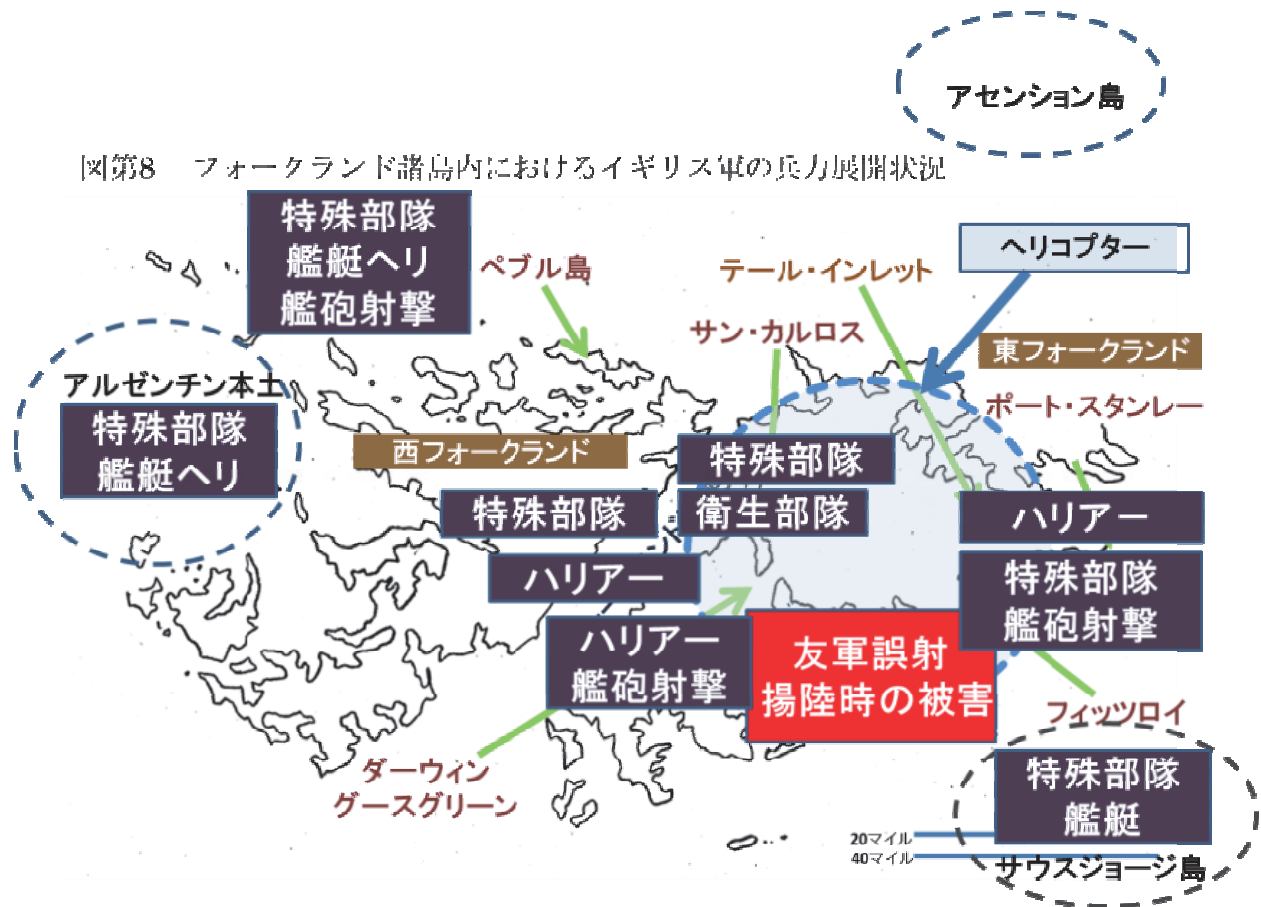 アセンション島
図第8 フォークランド諸島内におけるイギリス軍の兵力展開状況
特殊部隊
艦艇ヘリ
艦砲射撃
ペブル島
テール・インレット
ヘリコプター
サン・カルロス
東フォークランド
アルゼンチン本土
特殊部隊
艦艇ヘリ
ポート・スタンレー
西フォークランド
特殊部隊
特殊部隊
衛生部隊
ハリアー
ハリアー
特殊部隊
艦砲射撃
ハリアー
艦砲射撃
友軍誤射
揚陸時の被害
フィッツロイ
ダーウィン
グースグリーン
特殊部隊
艦艇
20マイル
40マイル
サウスジョージ島